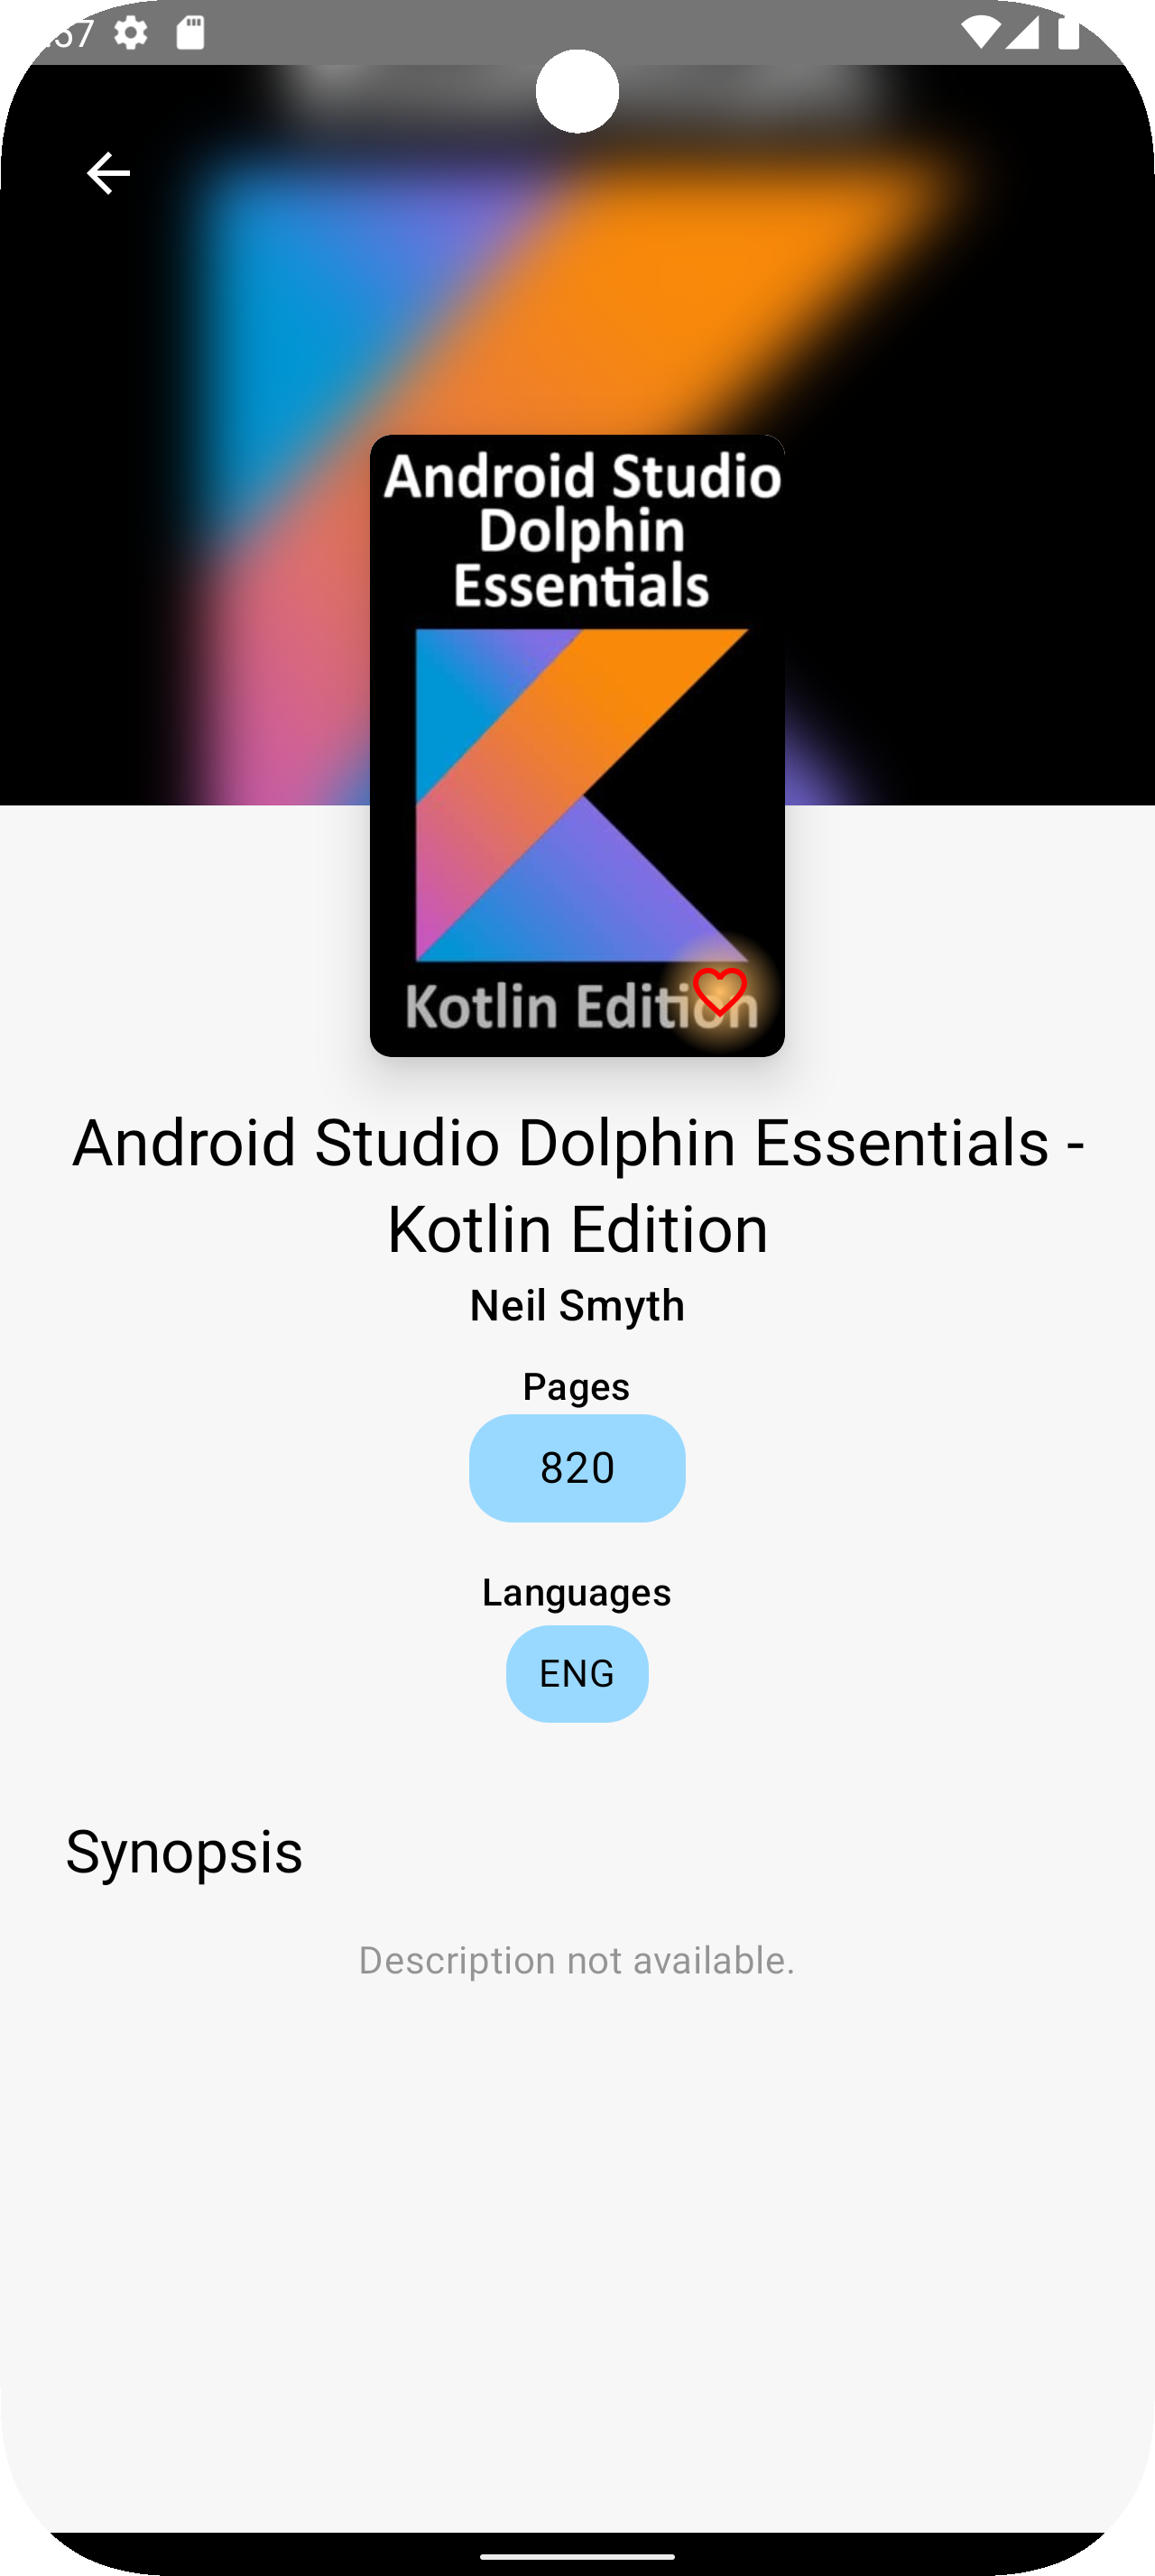 Android Studio
Dolphin
Essentials
Kotlin Edition
Android Studio Dolphin Essentials -
Kotlin Edition
Neil Smyth
Pages
820
Languages
ENG
Synopsis
Description not available.